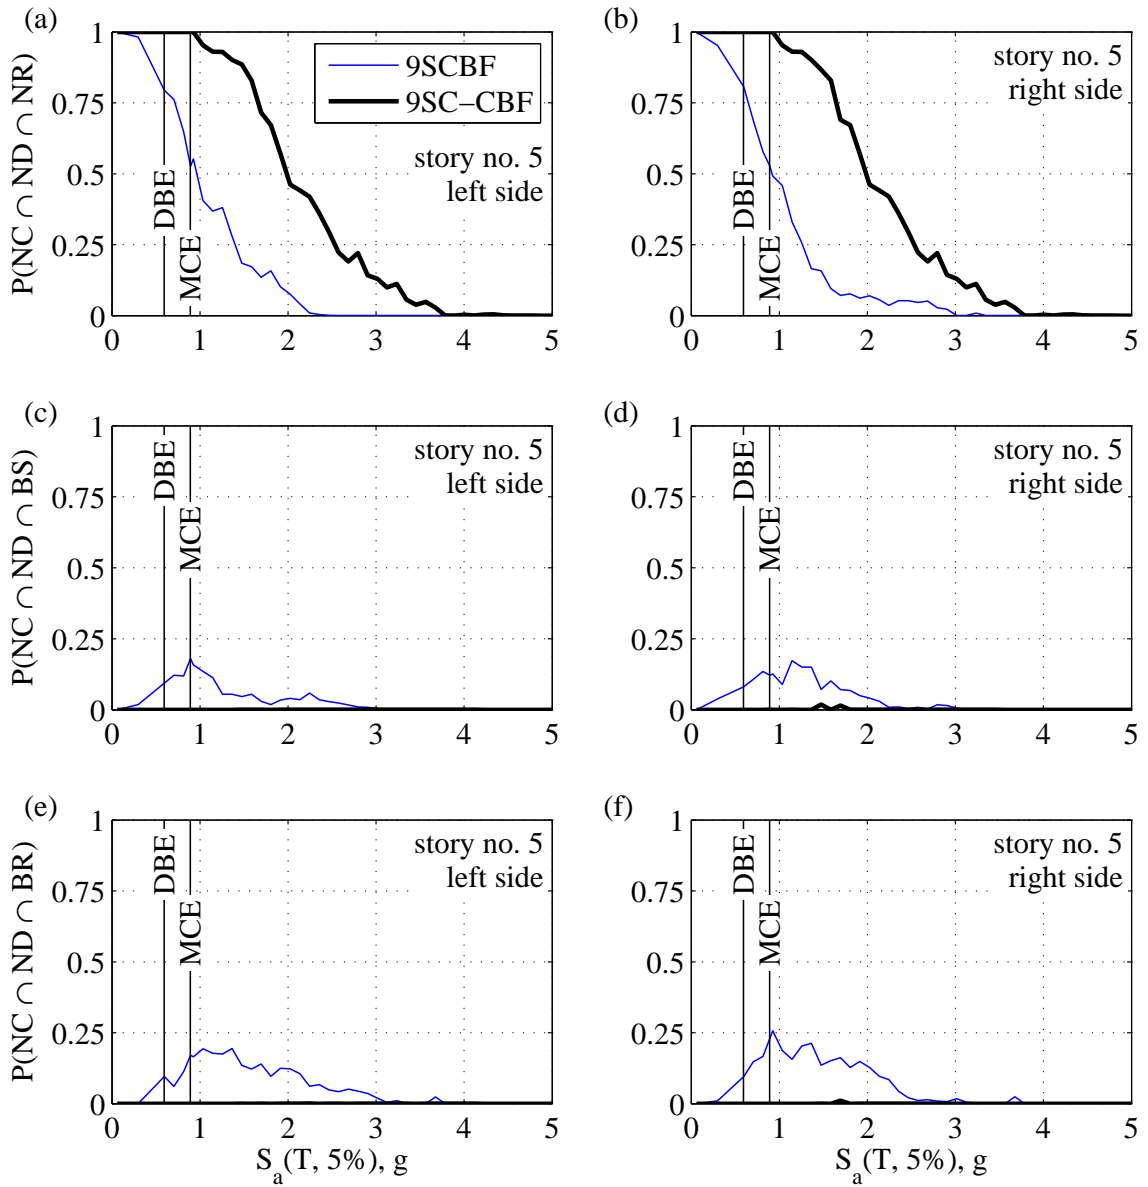 (a)
1
0.75
0.5
0.25
0
P(NC ∩ ND ∩ NR)
DBE
MCE
9SCBF
9SC−CBF
story no. 5
left side
0 1 2 3 4 5
(b)
1
0.75
0.5
0.25
0
DBE
MCE
story no. 5
right side
0 1 2 3 4 5
(c)
1
0.75
0.5
0.25
0
P(NC ∩ ND ∩ BS)
DBE
MCE
story no. 5
left side
0 1 2 3 4 5
(d)
1
0.75
0.5
0.25
0
DBE
MCE
story no. 5
right side
0 1 2 3 4 5
(e)
1
0.75
0.5
0.25
0
P(NC ∩ ND ∩ BR)
DBE
MCE
story no. 5
left side
0 1 2 3 4 5
S_a(T, 5%), g
(f)
1
0.75
0.5
0.25
0
DBE
MCE
story no. 5
right side
0 1 2 3 4 5
S_a(T, 5%), g